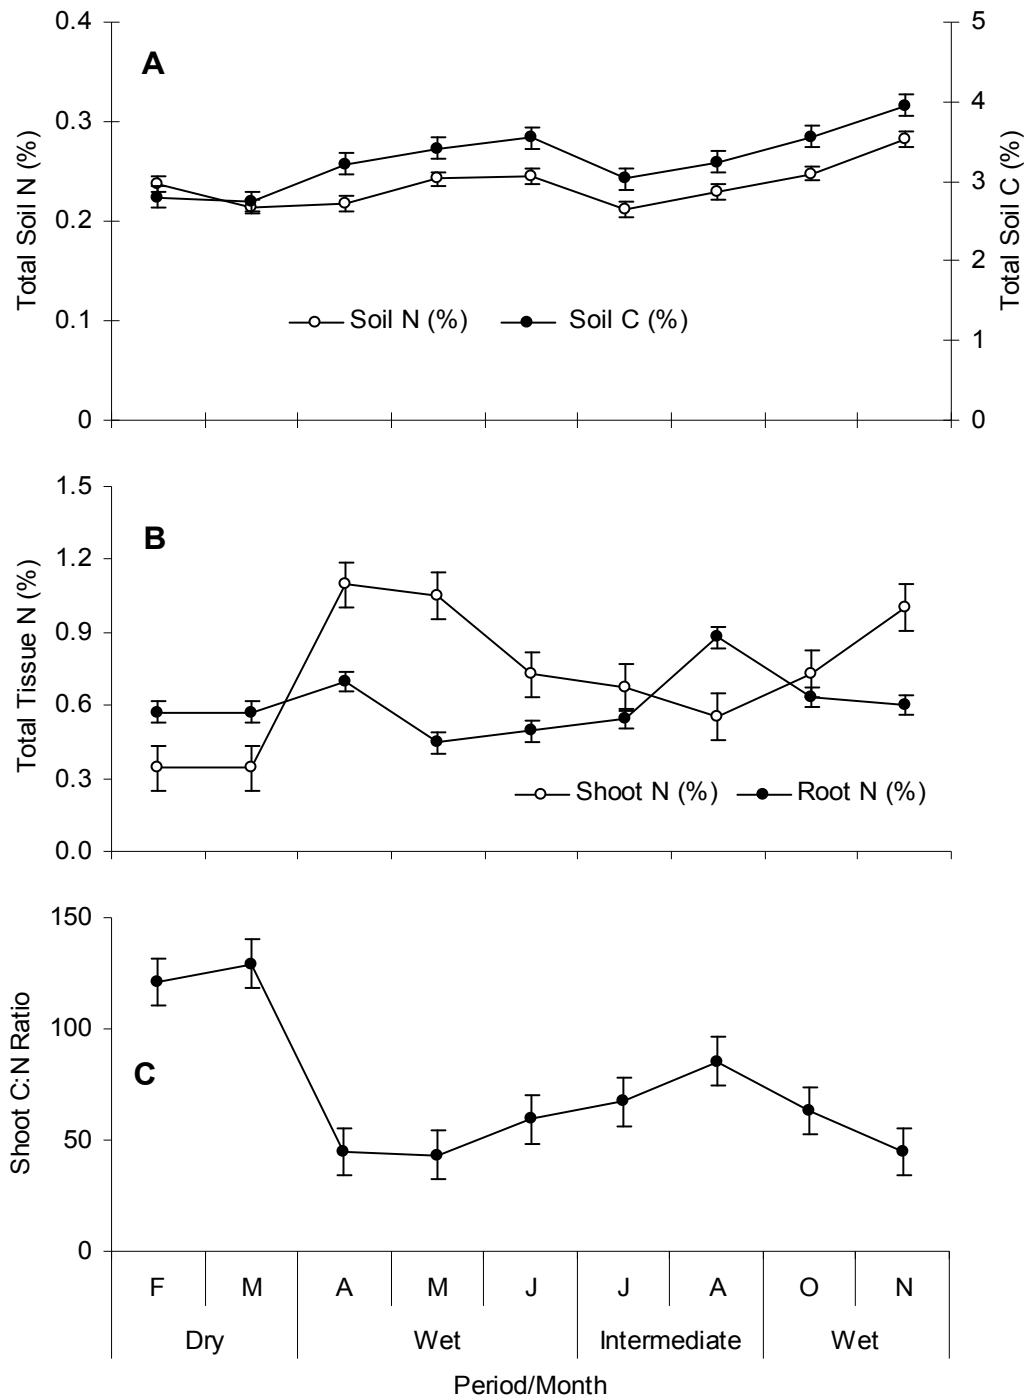 A
Total Soil N (%)
0.4
0.3
0.2
0.1
0
Total Soil C (%)
5
4
3
2
1
0
Soil N (%) Soil C (%)
B
Total Tissue N (%)
1.5
1.2
0.9
0.6
0.3
0.0
Shoot N (%) Root N (%)
C
Shoot C:N Ratio
150
100
50
0
F M A M J J A O N
Dry Wet Intermediate Wet
Period/Month